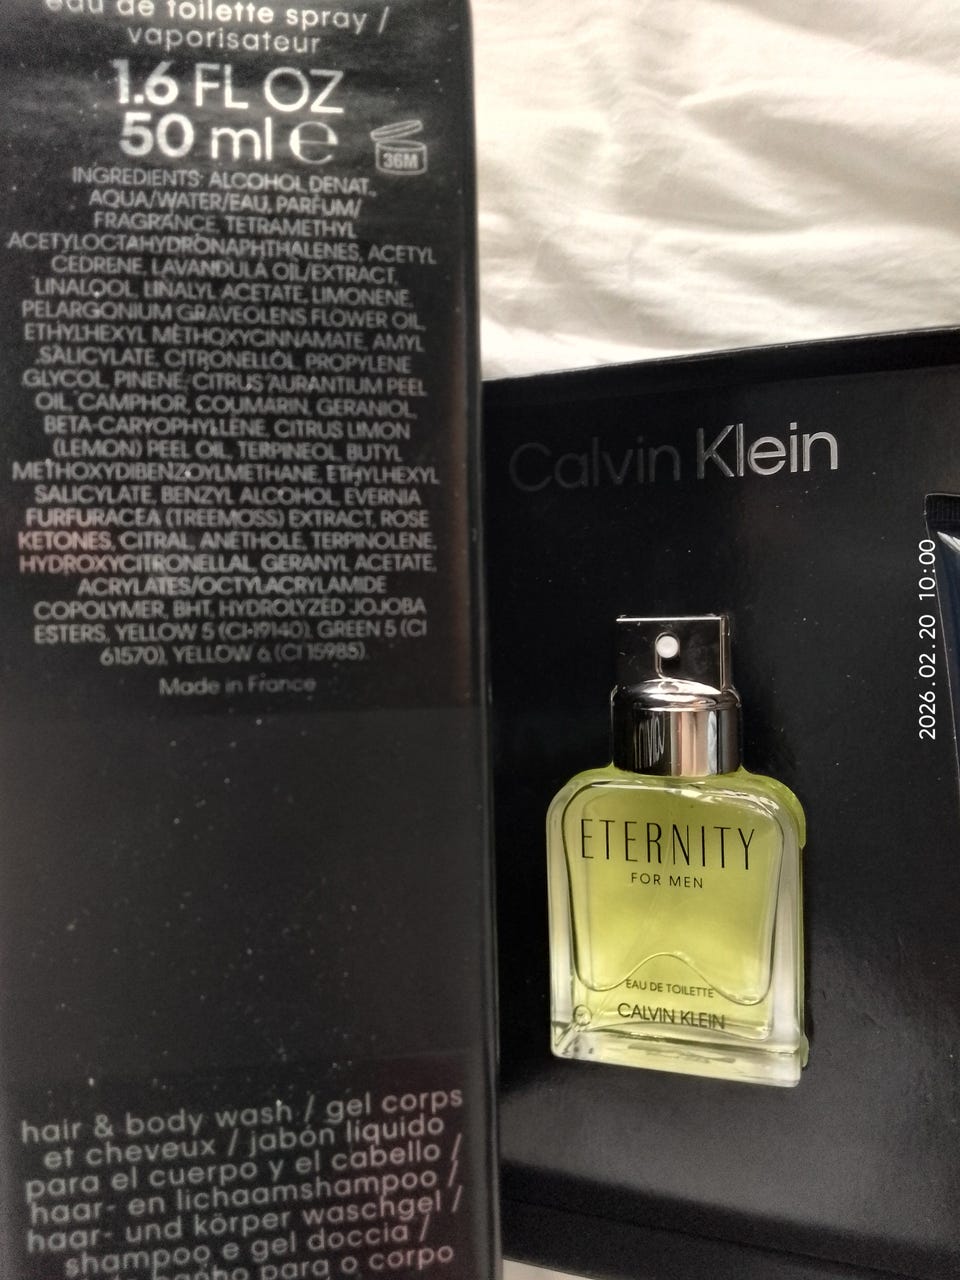 eau de toilette spray /
vaporisateur
1.6 FL OZ
50 ml e
36M
INGREDIENTS: ALCOHOL DENAT.,
AQUA/WATER/EAU, PARFUM/
FRAGRANCE, TETRAMETHYL
ACETYLOCTAHYDRONAPHTHALENES, ACETYL
CEDRENE, LAVANDULA OIL/EXTRACT,
LINALOOL, LINALYL ACETATE, LIMONENE,
PELARGONIUM GRAVEOLENS FLOWER OIL,
ETHYLHEXYL METHOXYCINNAMATE, AMYL
SALICYLATE, CITRONELLOL, PROPYLENE
GLYCOL, PINENE, CITRUS AURANTIUM PEEL
OIL, CAMPHOR, COUMARIN, GERANIOL,
BETA-CARYOPHYLLENE, CITRUS LIMON
(LEMON) PEEL OIL, TERPINEOL, BUTYL
METHOXYDIBENZOYLMETHANE, ETHYLHEXYL
SALICYLATE, BENZYL ALCOHOL, EVERNIA
FURFURACEA (TREEMOSS) EXTRACT, ROSE
KETONES, CITRAL, ANETHOLE, TERPINOLENE,
HYDROXYCITRONELLAL, GERANYL ACETATE,
ACRYLATES/OCTYLACRYLAMIDE
COPOLYMER, BHT, HYDROLYZED JOJOBA
ESTERS, YELLOW 5 (CI 19140), GREEN 5 (CI
61570), YELLOW 6 (CI 15985).
Made in France
hair & body wash / gel corps
et cheveux / jabón líquido
para el cuerpo y el cabello /
haar- en lichaamshampoo /
haar- und körper waschgel /
shampoo e gel doccia /
banho para o corpo
Calvin Klein
ETERNITY
FOR MEN
EAU DE TOILETTE
CALVIN KLEIN
2026.02.20 10:00